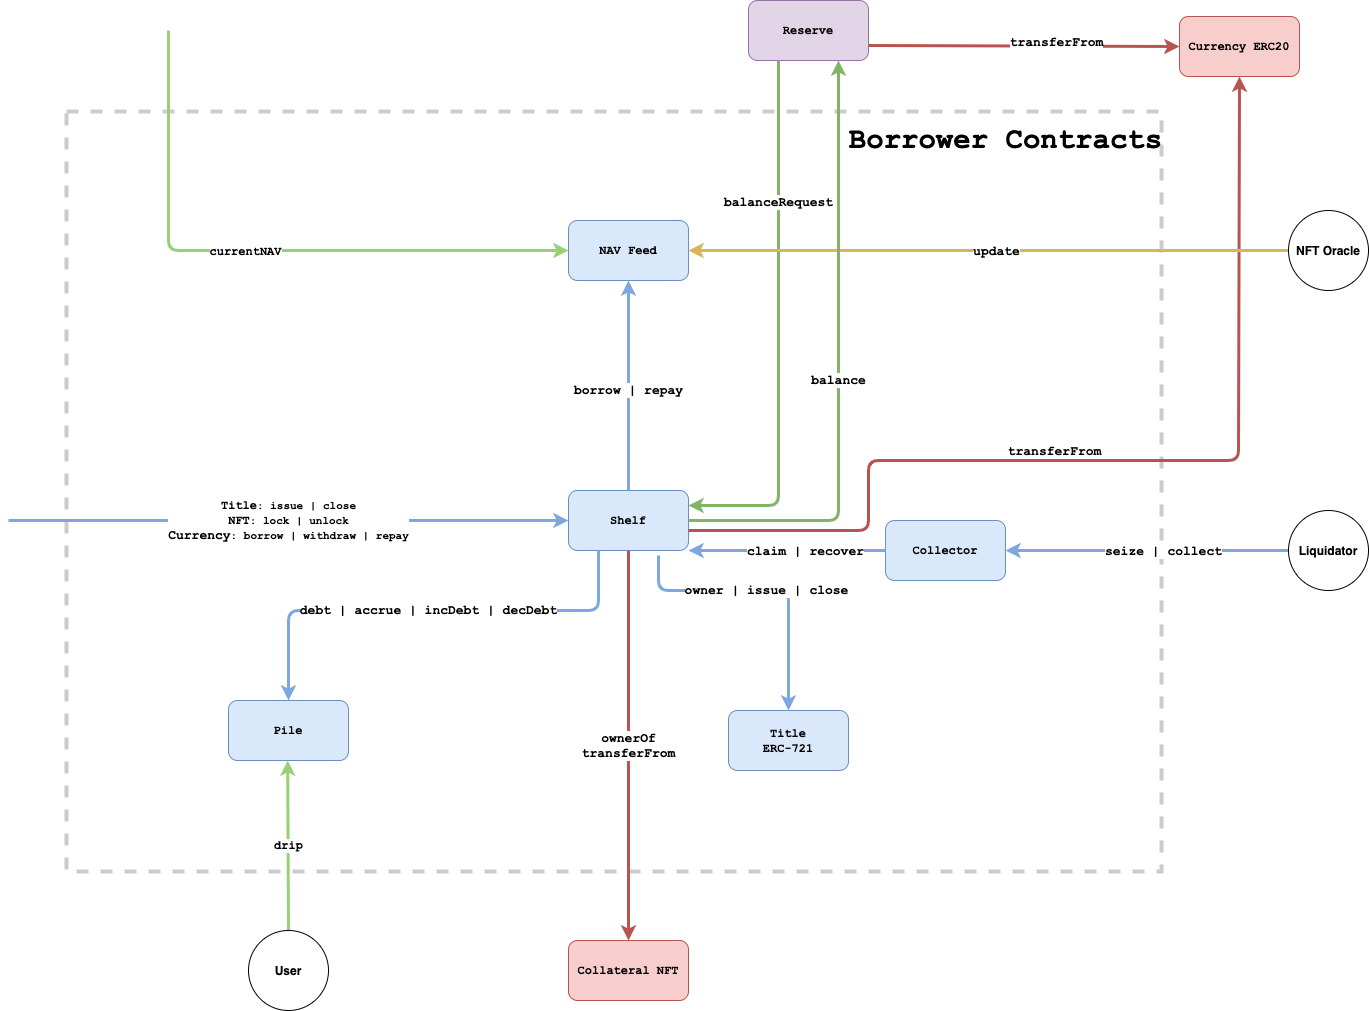 Reserve
transferFrom
Currency ERC20
Borrower Contracts
balanceRequest
currentNAV
NAV Feed
update
NFT Oracle
balance
borrow | repay
transferFrom
Title: issue | close
NFT: lock | unlock
Currency: borrow | withdraw | repay
Shelf
claim | recover
Collector
seize | collect
Liquidator
owner | issue | close
debt | accrue | incDebt | decDebt
Pile
Title
ERC-721
ownerOf
transferFrom
drip
User
Collateral NFT